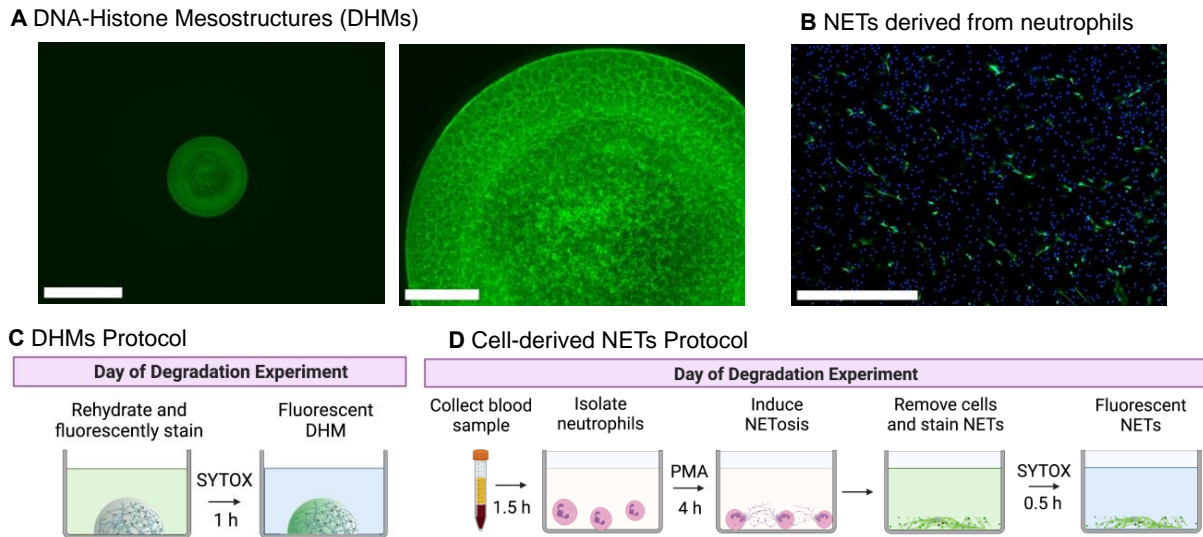 A DNA-Histone Mesostructures (DHMs)
B NETs derived from neutrophils
C DHMs Protocol
Day of Degradation Experiment
Rehydrate and
fluorescently stain
SYTOX
1 h
Fluorescent
DHM
D Cell-derived NETs Protocol
Day of Degradation Experiment
Collect blood
sample
1.5 h
Isolate
neutrophils
PMA
4 h
Induce
NETosis
Remove cells
and stain NETs
SYTOX
0.5 h
Fluorescent
NETs